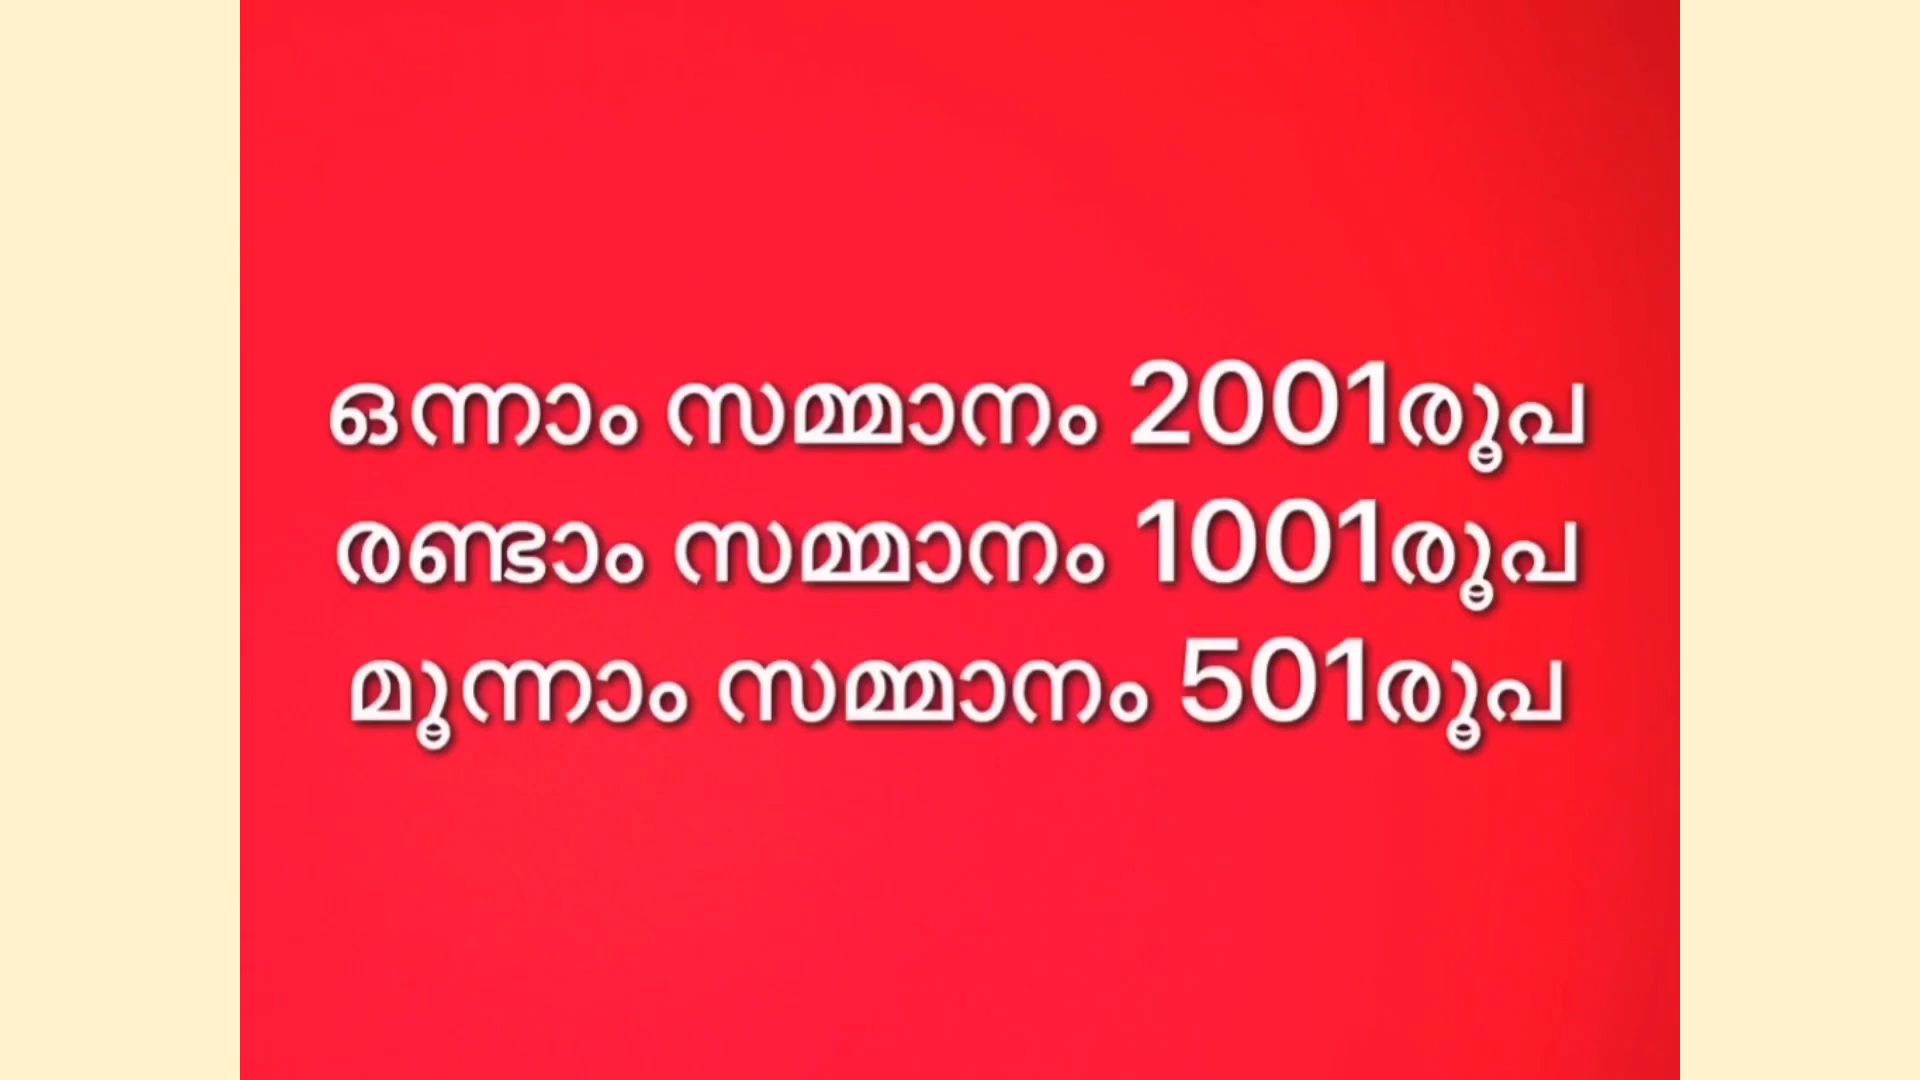 ഒന്നാം സമ്മാനം 2001രൂപ
രണ്ടാം സമ്മാനം 1001രൂപ
മൂന്നാം സമ്മാനം 501രൂപ